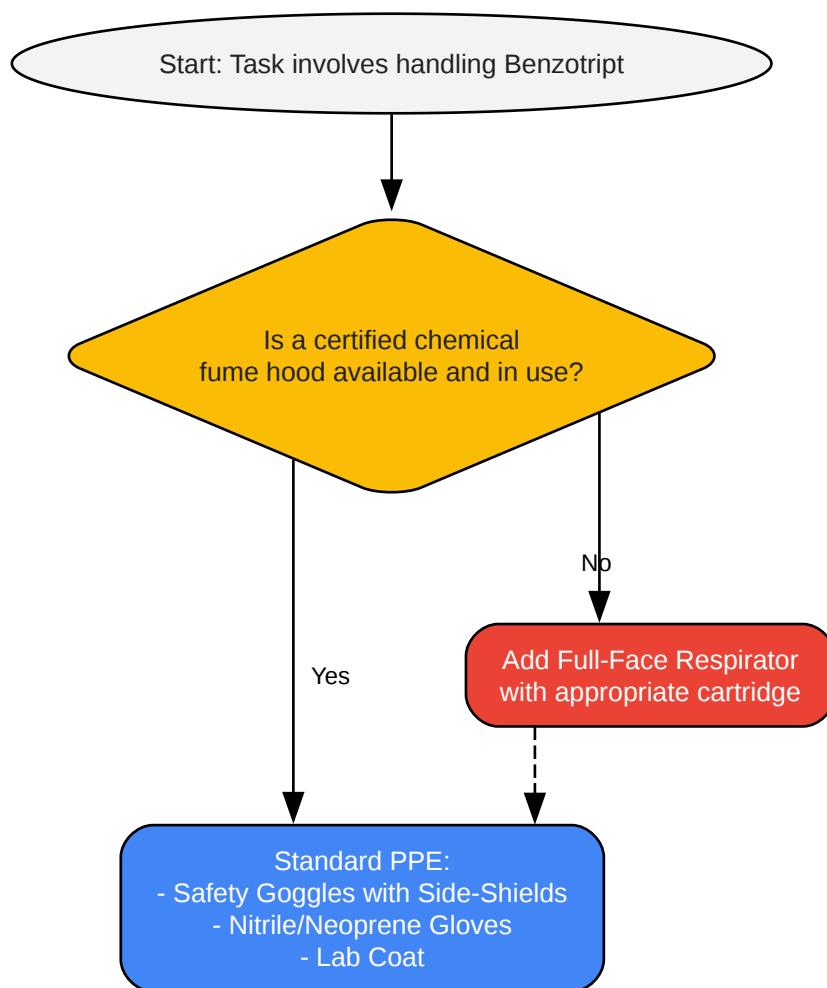 Start: Task involves handling Benzotript
Is a certified chemical
fume hood available and in use?
No
Add Full-Face Respirator
with appropriate cartridge
Yes
Standard PPE:
- Safety Goggles with Side-Shields
- Nitrile/Neoprene Gloves
- Lab Coat